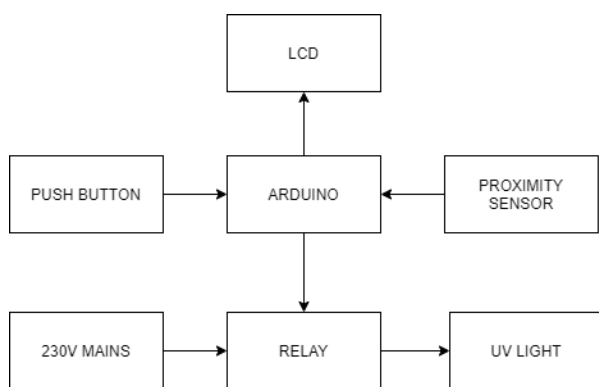 LCD
PUSH BUTTON
ARDUINO
PROXIMITY
SENSOR
230V MAINS
RELAY
UV LIGHT